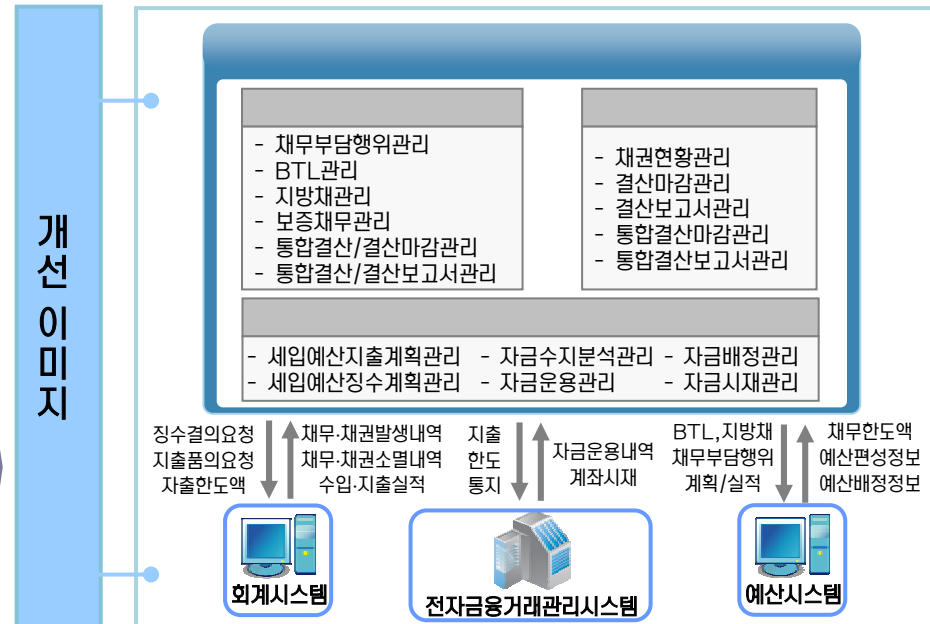 개선 이미지
- 채무부담행위관리
- BTL관리
- 지방채관리
- 보증채무관리
- 통합결산/결산마감관리
- 통합결산/결산보고서관리
- 채권현황관리
- 결산마감관리
- 결산보고서관리
- 통합결산마감관리
- 통합결산보고서관리
- 세입예산지출계획관리 - 자금수지분석관리 - 자금배정관리
- 세입예산징수계획관리 - 자금운용관리 - 자금시재관리
징수결의요청
지출품의요청
자출한도액
채무·채권발생내역
채무·채권소멸내역
수입·지출실적
지출
한도
통지
자금운용내역
계좌시재
BTL,지방채
채무부담행위
계획/실적
채무한도액
예산편성정보
예산배정정보
회계시스템
전자금융거래관리시스템
예산시스템